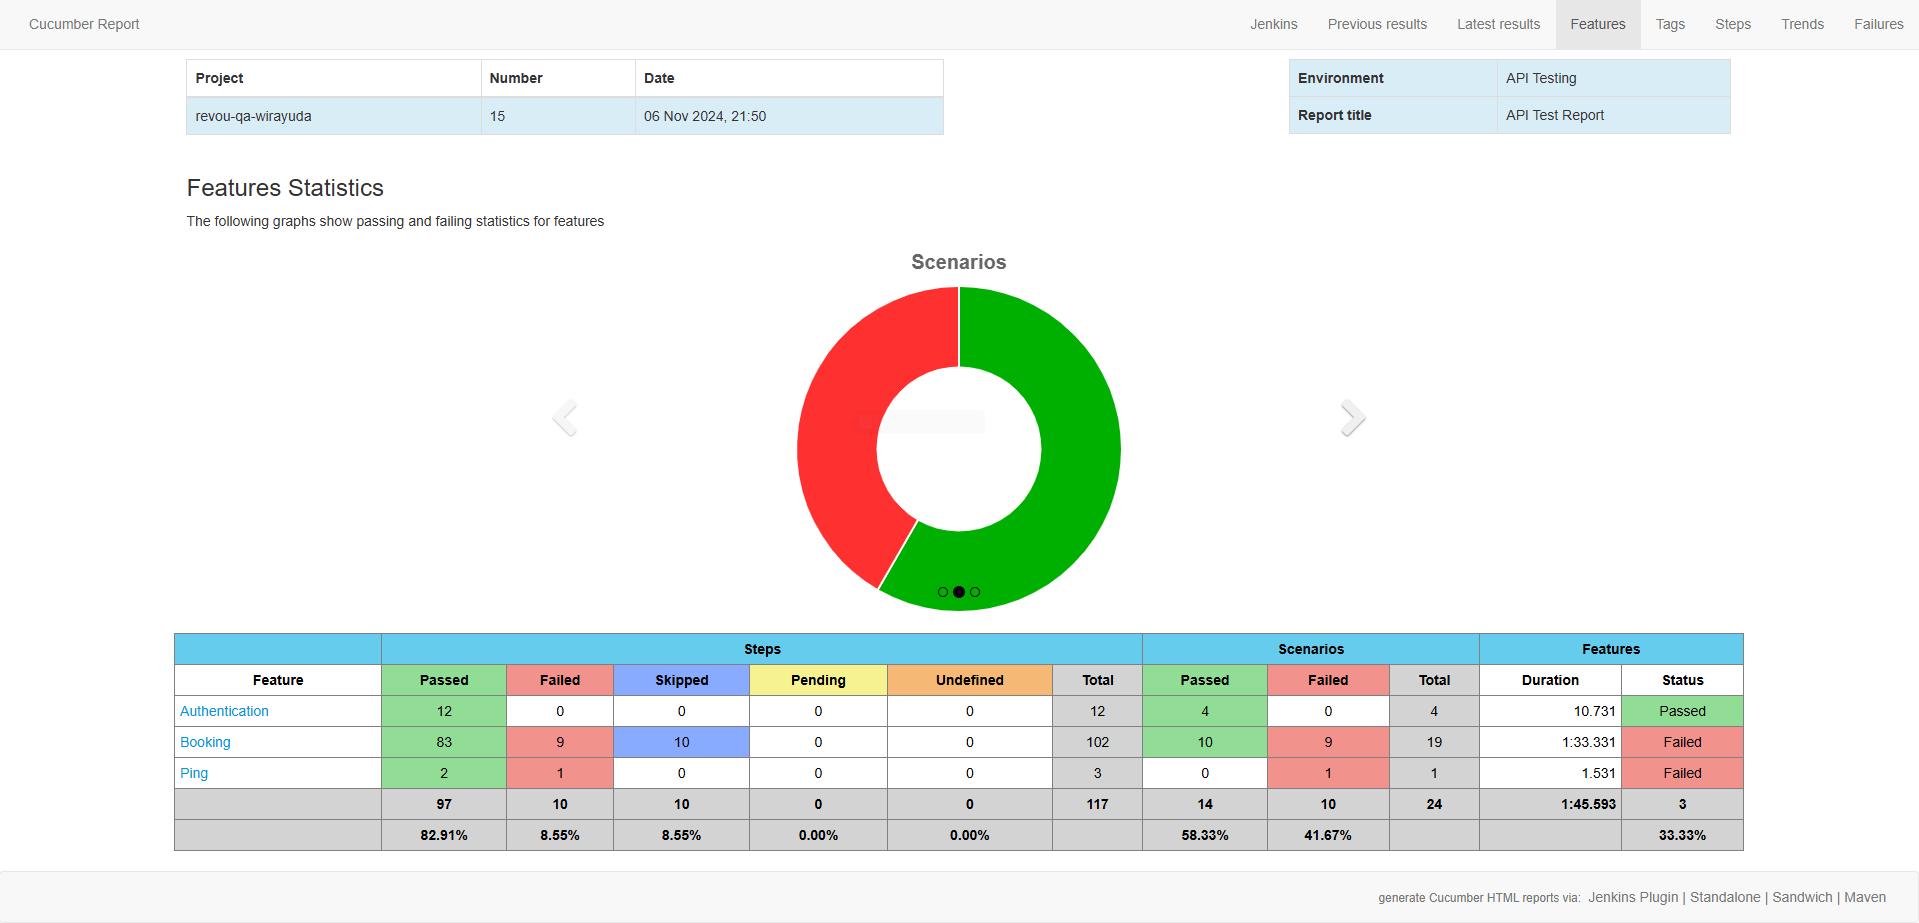 Cucumber Report Jenkins Previous results Latest results Features Tags Steps Trends Failures
Project Number Date
revou-qa-wirayuda 15 06 Nov 2024, 21:50
Environment API Testing
Report title API Test Report
Features Statistics
The following graphs show passing and failing statistics for features
Scenarios
Steps Scenarios Features
Feature Passed Failed Skipped Pending Undefined Total Passed Failed Total Duration Status
Authentication 12 0 0 0 0 12 4 0 4 10.731 Passed
Booking 83 9 10 0 0 102 10 9 19 1:33.331 Failed
Ping 2 1 0 0 0 3 0 1 1 1.531 Failed
97 10 10 0 0 117 14 10 24 1:45.593 3
82.91% 8.55% 8.55% 0.00% 0.00% 58.33% 41.67% 33.33%
generate Cucumber HTML reports via: Jenkins Plugin | Standalone | Sandwich | Maven